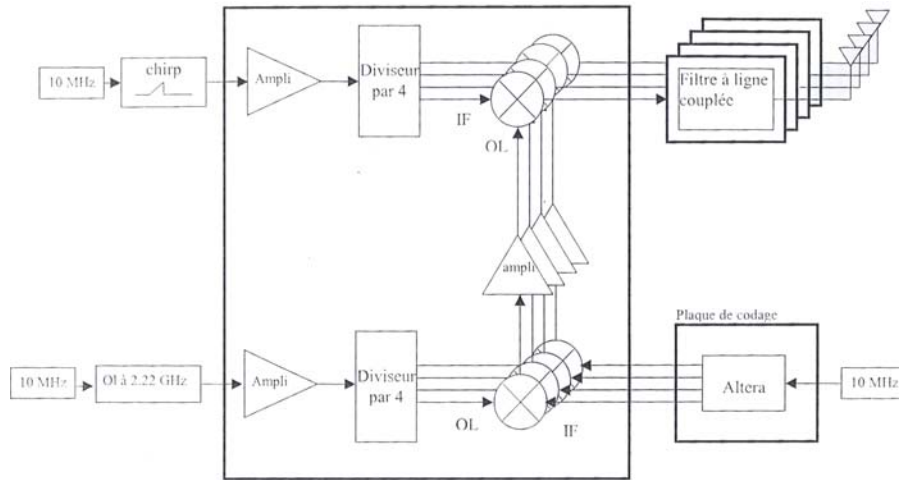 10 MHz
chirp
Ampli
Diviseur
par 4
IF
OL
Filtre à ligne
couplée
ampli
Plaque de codage
10 MHz
Ol à 2.22 GHz
Ampli
Diviseur
par 4
OL
IF
Altera
10 MHz